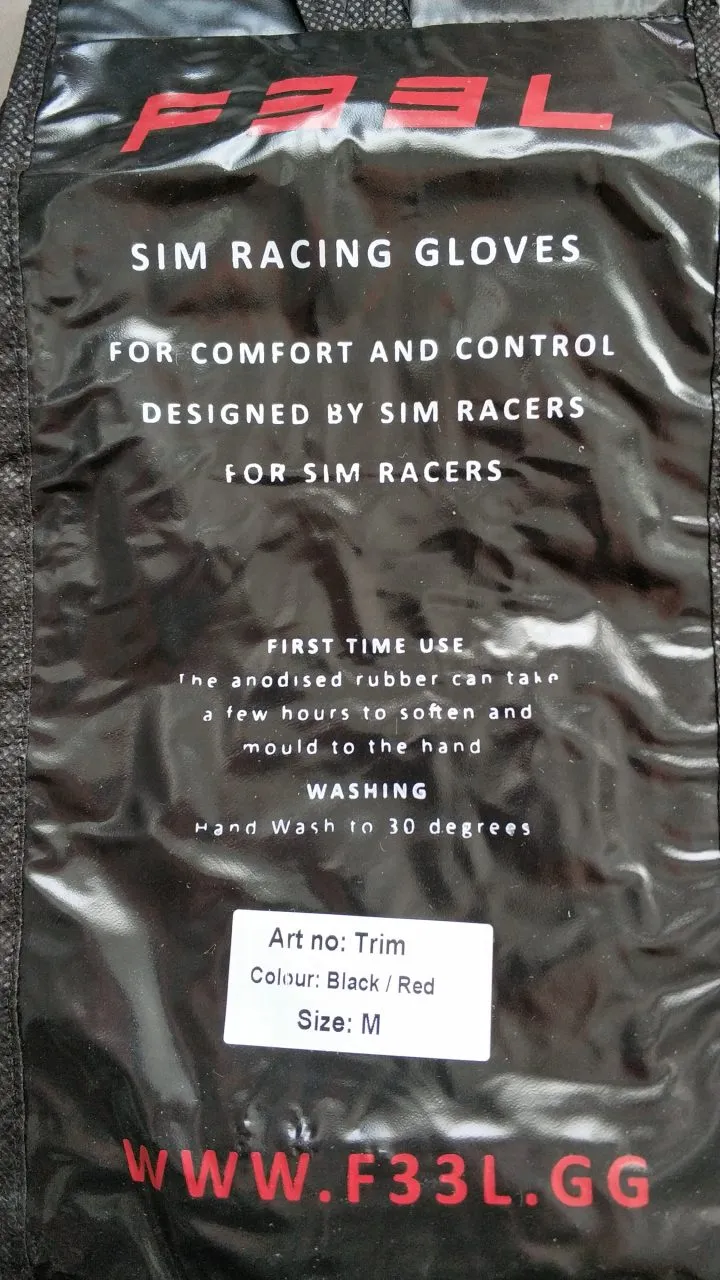 F33L
SIM RACING GLOVES
FOR COMFORT AND CONTROL
DESIGNED BY SIM RACERS
FOR SIM RACERS
FIRST TIME USE
The anodised rubber can take
a few hours to soften and
mould to the hand
WASHING
Hand Wash to 30 degrees
Art no: Trim
Colour: Black / Red
Size: M
WWW.F33L.GG